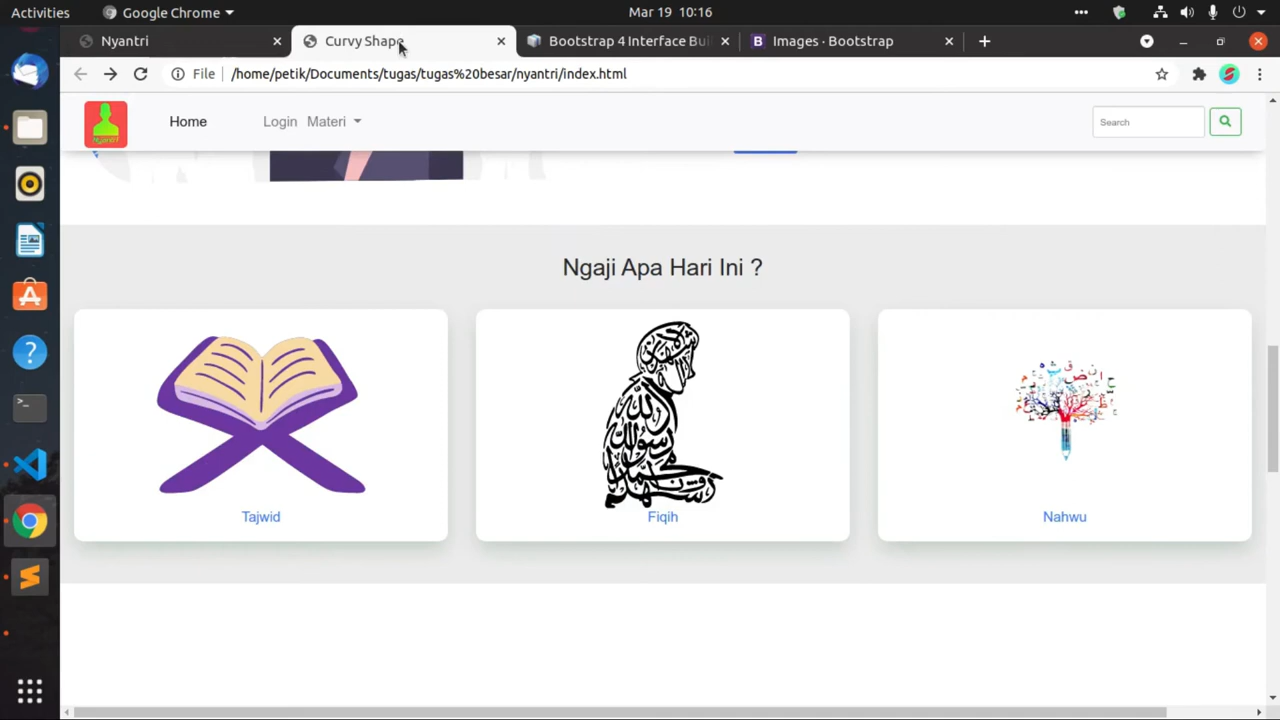 Activities
Google Chrome
Mar 19 10:16
Nyantri
Curvy Shape
Bootstrap 4 Interface Bui
Images · Bootstrap
File
/home/petik/Documents/tugas/tugas%20besar/nyantri/index.html
Home
Login
Materi
Search
Ngaji Apa Hari Ini ?
Tajwid
Fiqih
Nahwu